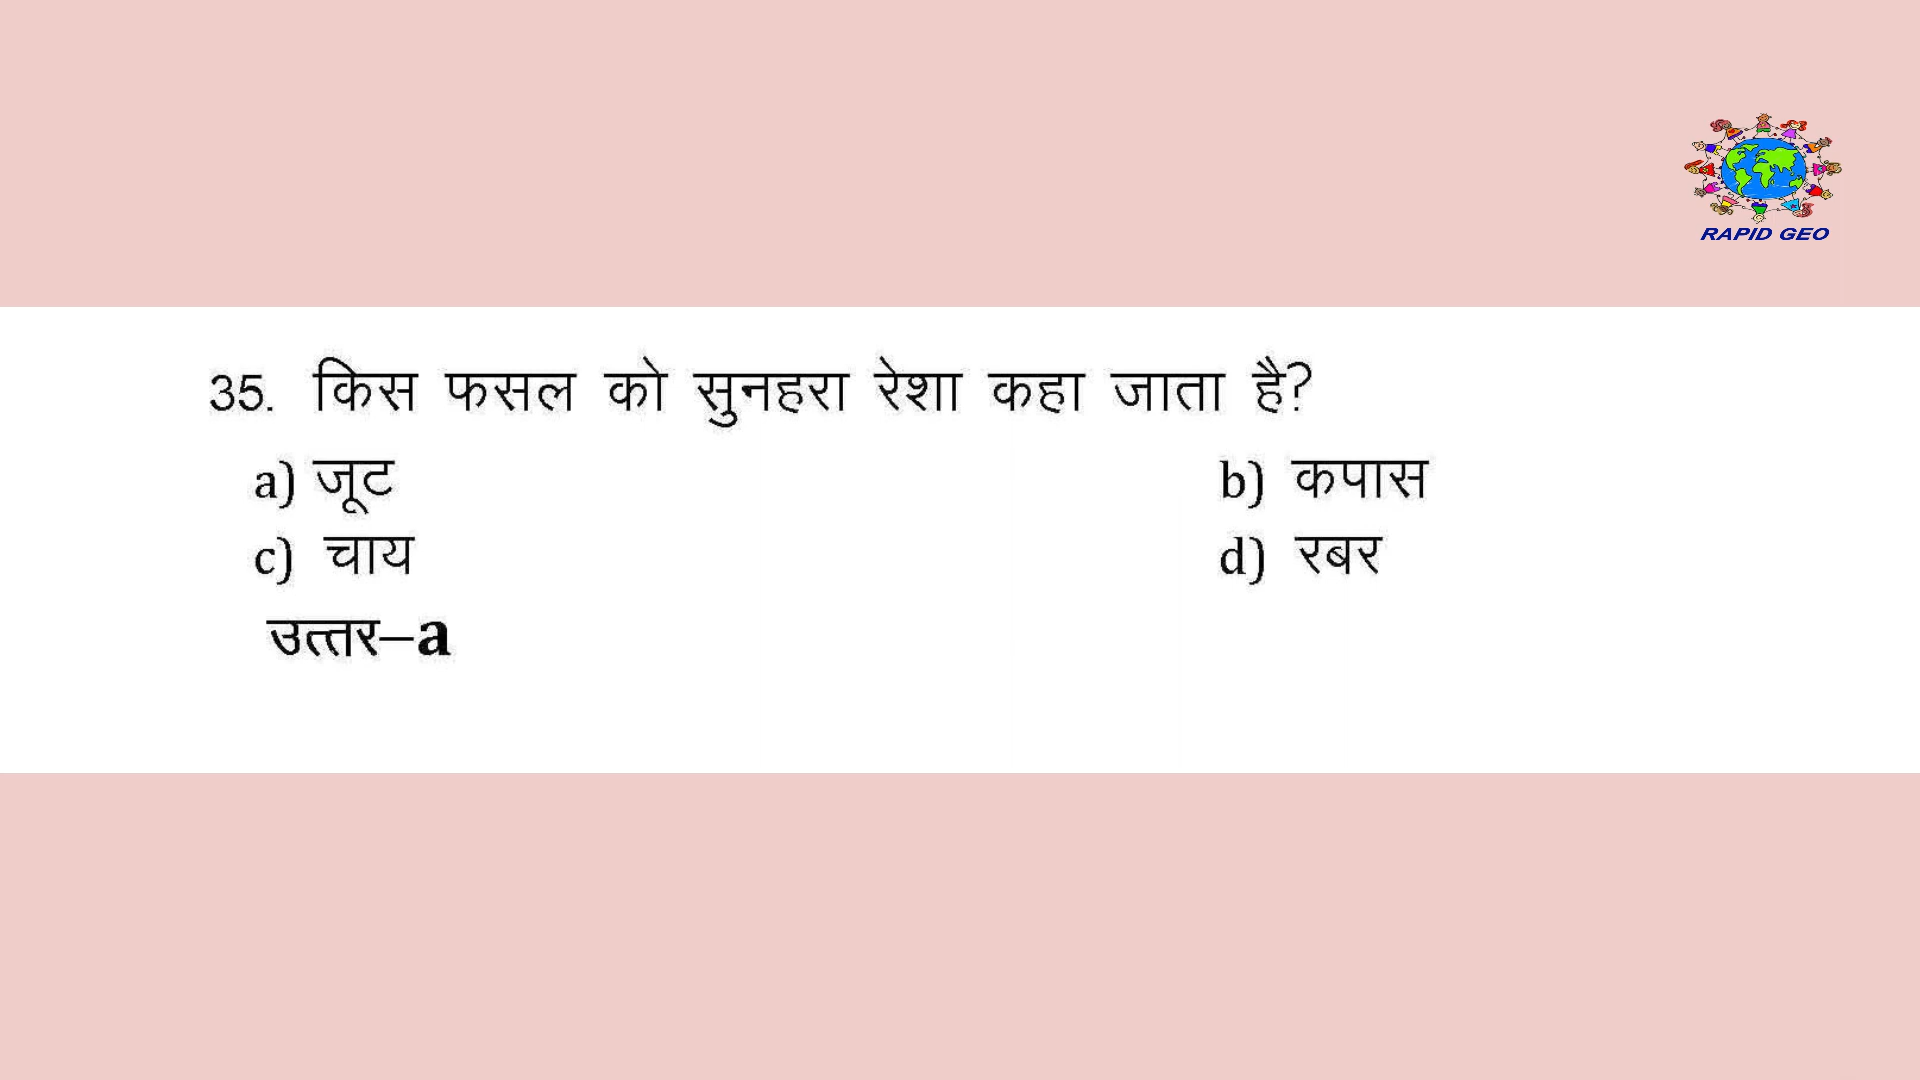 RAPID GEO
35. किस फसल को सुनहरा रेशा कहा जाता है?
a) जूट b) कपास
c) चाय d) रबर
उत्तर–a